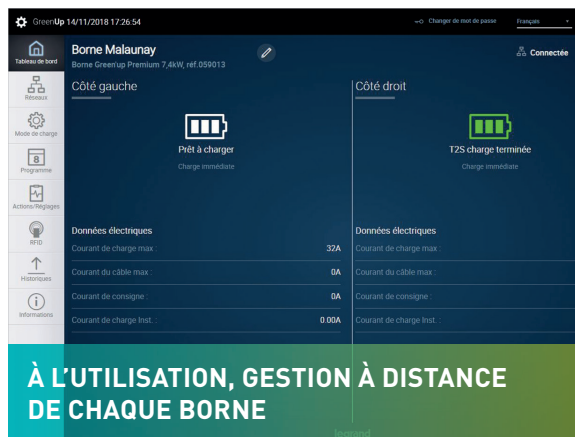 GreenUp 14/11/2018 17:26:54
Changer de mot de passe
Français
Tableau de bord
Réseaux
Mode de charge
8
Programme
Actions/Réglages
RFID
Historiques
Informations
Borne Malaunay
Borne Green'up Premium 7,4kW, réf.059013
Connectée
Côté gauche
Prêt à charger
Charge immédiate
Données électriques
Courant de charge max : 32A
Courant du câble max : 0A
Courant de consigne : 0A
Courant de charge Inst. : 0.00A
Côté droit
T2S charge terminée
Charge immédiate
Données électriques
Courant de charge max :
Courant du câble max :
Courant de consigne :
Courant de charge Inst. :
À L'UTILISATION, GESTION À DISTANCE
DE CHAQUE BORNE
legrand